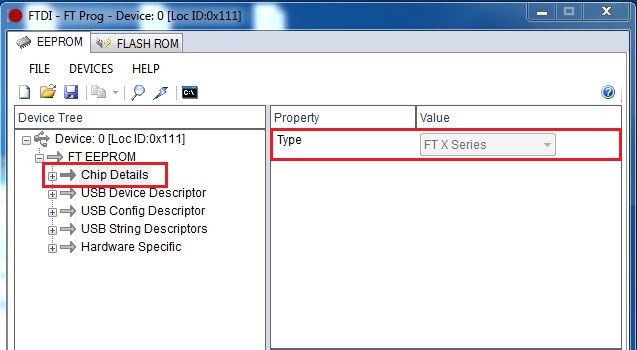 FTDI - FT Prog - Device: 0 [Loc ID:0x111]
EEPROM FLASH ROM
FILE DEVICES HELP
C:\
Device Tree Property Value
Device: 0 [Loc ID:0x111]
Type FT X Series
FT EEPROM
Chip Details
USB Device Descriptor
USB Config Descriptor
USB String Descriptors
Hardware Specific